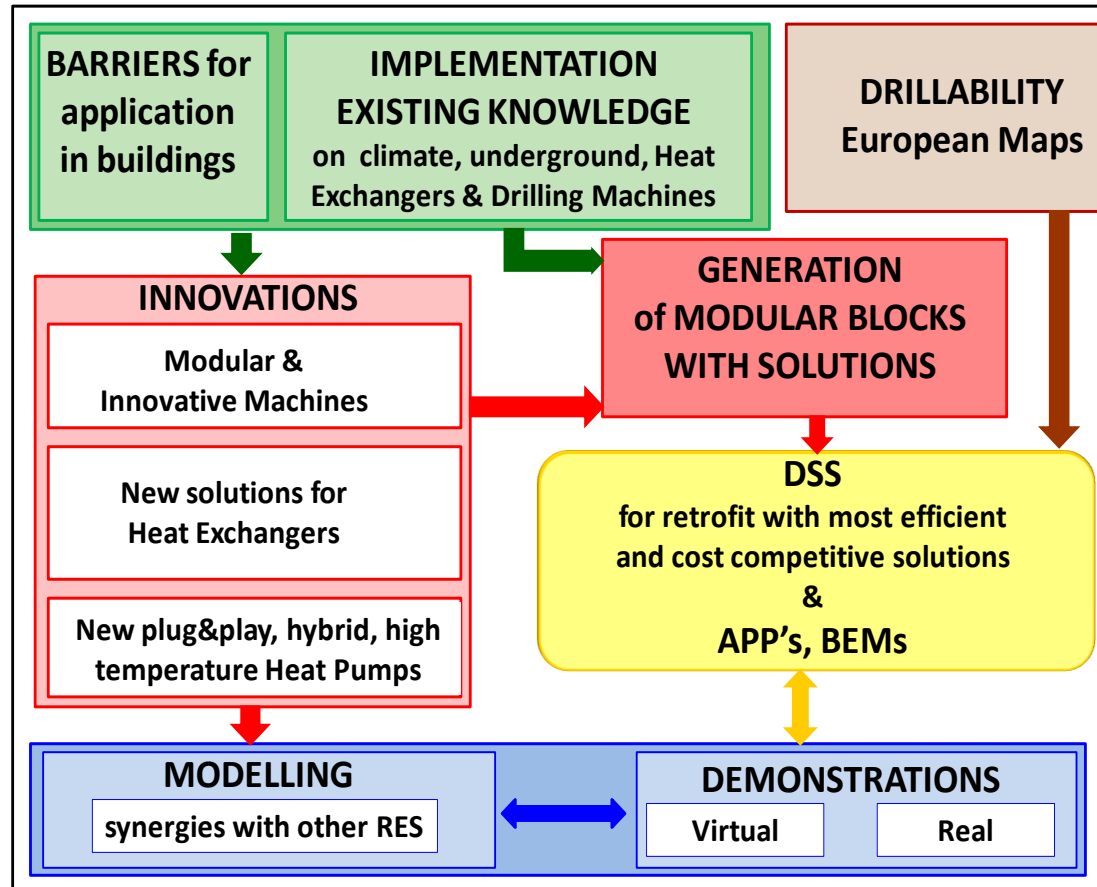 BARRIERS for
application
in buildings
IMPLEMENTATION
EXISTING KNOWLEDGE
on climate, underground, Heat
Exchangers & Drilling Machines
DRILLABILITY
European Maps
INNOVATIONS
Modular &
Innovative Machines
New solutions for
Heat Exchangers
New plug&play, hybrid, high
temperature Heat Pumps
GENERATION
of MODULAR BLOCKS
WITH SOLUTIONS
DSS
for retrofit with most efficient
and cost competitive solutions
&
APP's, BEMs
MODELLING
synergies with other RES
DEMONSTRATIONS
Virtual
Real